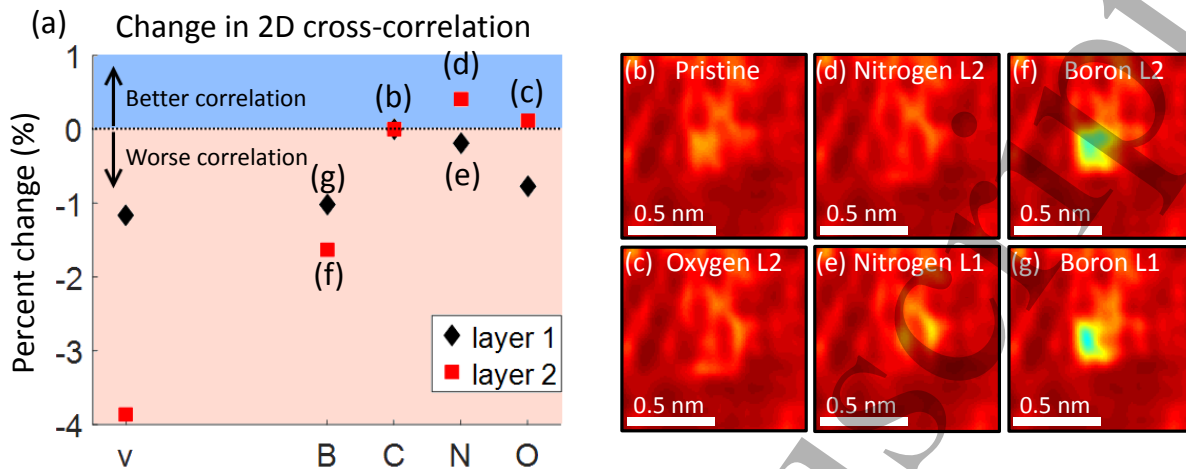 (a) Change in 2D cross-correlation
Percent change (%)
1
0
-1
-2
-3
-4
Better correlation
Worse correlation
(b)
(d)
(c)
(e)
(g)
(f)
layer 1
layer 2
v B C N O
(b) Pristine
0.5 nm
(d) Nitrogen L2
0.5 nm
(f) Boron L2
0.5 nm
(c) Oxygen L2
0.5 nm
(e) Nitrogen L1
0.5 nm
(g) Boron L1
0.5 nm